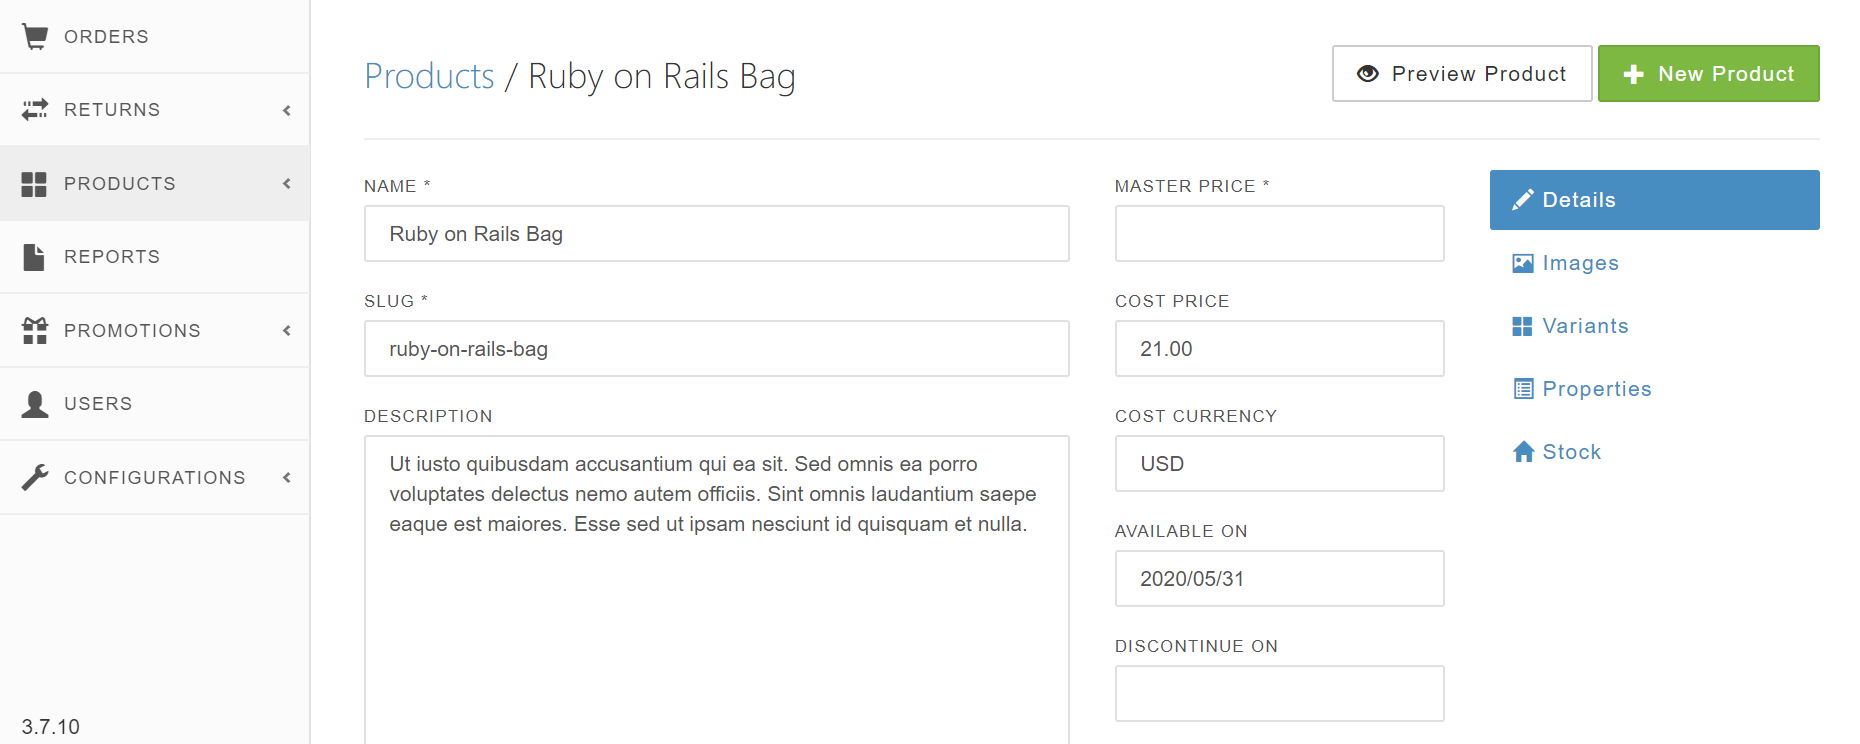 ORDERS
RETURNS
PRODUCTS
REPORTS
PROMOTIONS
USERS
CONFIGURATIONS
3.7.10
Products / Ruby on Rails Bag
Preview Product
New Product
NAME *
Ruby on Rails Bag
SLUG *
ruby-on-rails-bag
DESCRIPTION
Ut iusto quibusdam accusantium qui ea sit. Sed omnis ea porro
voluptates delectus nemo autem officiis. Sint omnis laudantium saepe
eaque est maiores. Esse sed ut ipsam nesciunt id quisquam et nulla.
MASTER PRICE *
COST PRICE
21.00
COST CURRENCY
USD
AVAILABLE ON
2020/05/31
DISCONTINUE ON
Details
Images
Variants
Properties
Stock